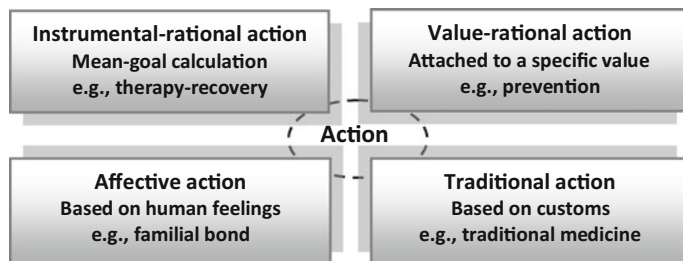 Instrumental-rational action
Mean-goal calculation
e.g., therapy-recovery
Value-rational action
Attached to a specific value
e.g., prevention
Action
Affective action
Based on human feelings
e.g., familial bond
Traditional action
Based on customs
e.g., traditional medicine